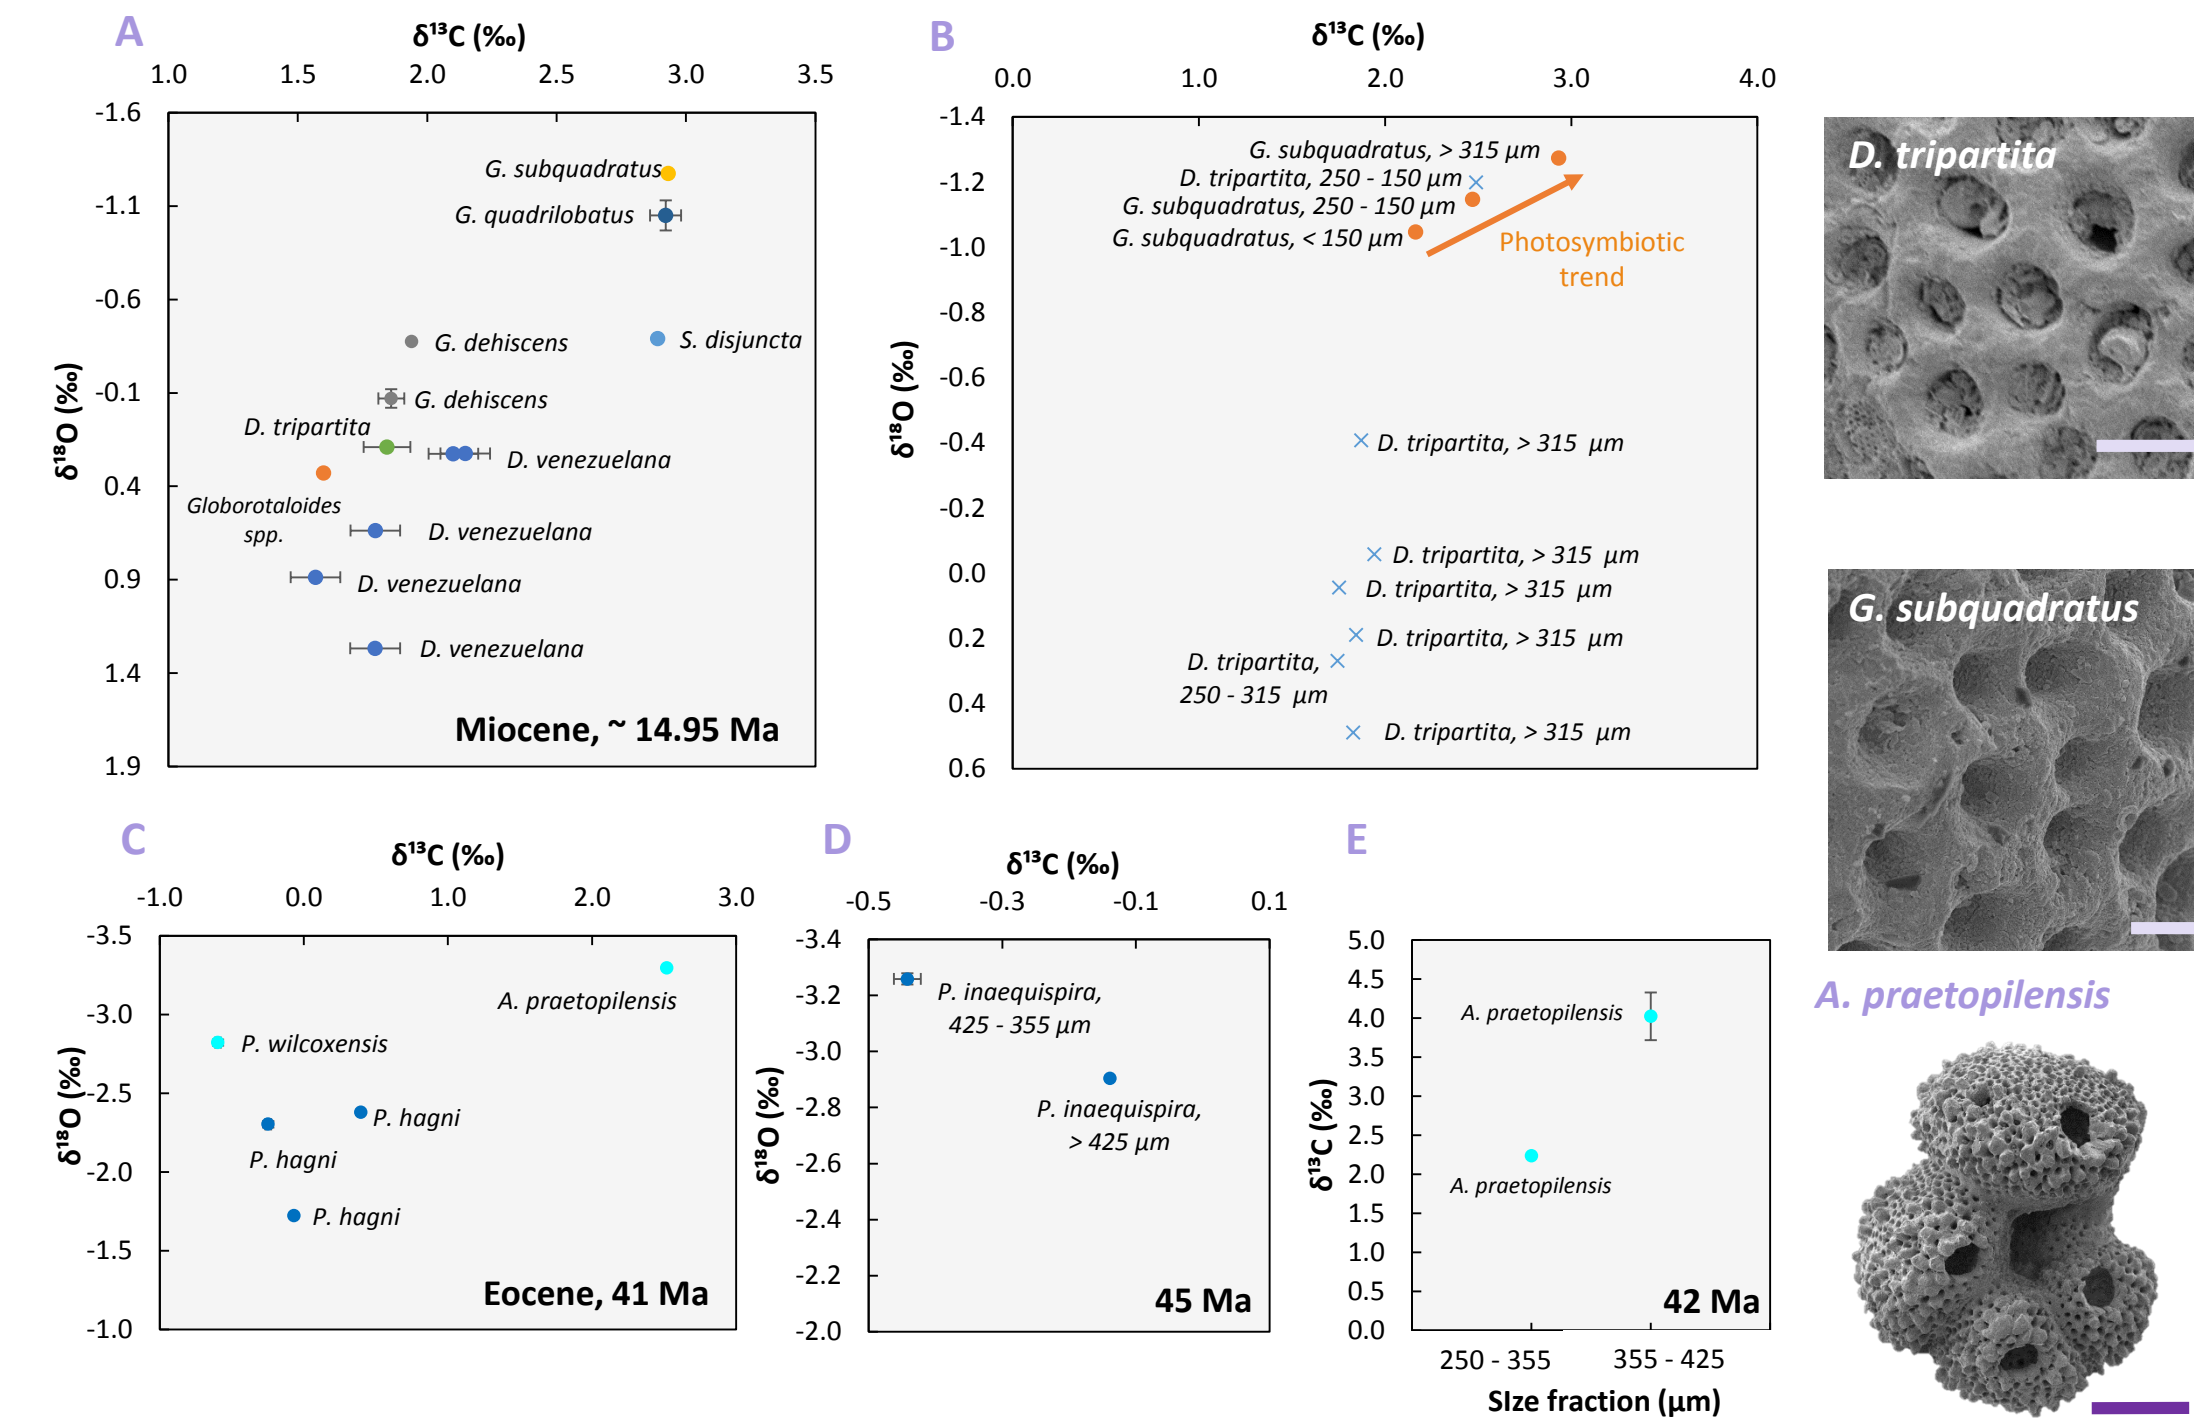 A
δ¹³C (‰)
1.0 1.5 2.0 2.5 3.0 3.5
δ¹⁸O (‰)
-1.6
-1.1
-0.6
-0.1
0.4
0.9
1.4
1.9
G. subquadratus
G. quadrilobatus
G. dehiscens
S. disjuncta
G. dehiscens
D. tripartita
D. venezuelana
Globorotaloides
spp.
D. venezuelana
D. venezuelana
D. venezuelana
Miocene, ~ 14.95 Ma
B
δ¹³C (‰)
0.0 1.0 2.0 3.0 4.0
δ¹⁸O (‰)
-1.4
-1.2
-1.0
-0.8
-0.6
-0.4
-0.2
0.0
0.2
0.4
0.6
G. subquadratus, > 315 μm
D. tripartita, 250 - 150 μm
G. subquadratus, 250 - 150 μm
G. subquadratus, < 150 μm
Photosymbiotic
trend
D. tripartita, > 315 μm
D. tripartita, > 315 μm
D. tripartita, > 315 μm
D. tripartita, > 315 μm
D. tripartita,
250 - 315 μm
D. tripartita, > 315 μm
D. tripartita
G. subquadratus
A. praetopilensis
C
δ¹³C (‰)
-1.0 0.0 1.0 2.0 3.0
δ¹⁸O (‰)
-3.5
-3.0
-2.5
-2.0
-1.5
-1.0
A. praetopilensis
P. wilcoxensis
P. hagni
P. hagni
P. hagni
Eocene, 41 Ma
D
δ¹³C (‰)
-0.5 -0.3 -0.1 0.1
δ¹⁸O (‰)
-3.4
-3.2
-3.0
-2.8
-2.6
-2.4
-2.2
-2.0
P. inaequispira,
425 - 355 μm
P. inaequispira,
> 425 μm
45 Ma
E
δ¹³C (‰)
5.0
4.5
4.0
3.5
3.0
2.5
2.0
1.5
1.0
0.5
0.0
A. praetopilensis
A. praetopilensis
42 Ma
250 - 355 355 - 425
SIze fraction (μm)